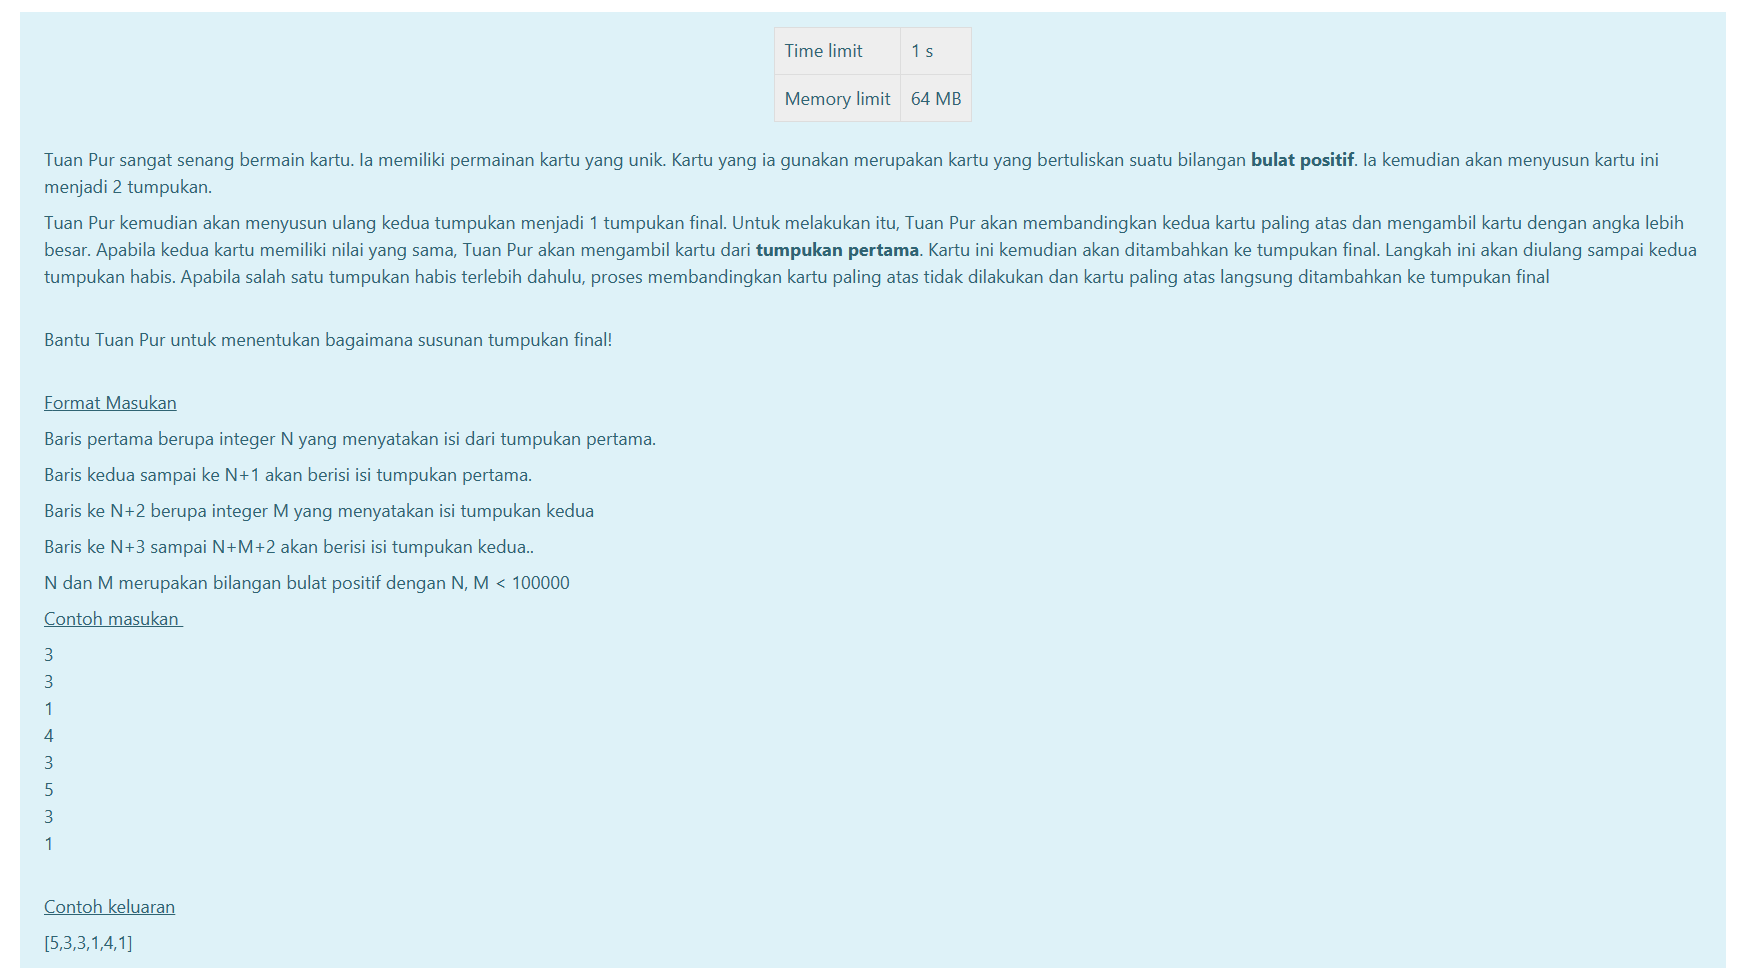 Time limit 1 s
Memory limit 64 MB
Tuan Pur sangat senang bermain kartu. Ia memiliki permainan kartu yang unik. Kartu yang ia gunakan merupakan kartu yang bertuliskan suatu bilangan bulat positif. Ia kemudian akan menyusun kartu ini
menjadi 2 tumpukan.
Tuan Pur kemudian akan menyusun ulang kedua tumpukan menjadi 1 tumpukan final. Untuk melakukan itu, Tuan Pur akan membandingkan kedua kartu paling atas dan mengambil kartu dengan angka lebih
besar. Apabila kedua kartu memiliki nilai yang sama, Tuan Pur akan mengambil kartu dari tumpukan pertama. Kartu ini kemudian akan ditambahkan ke tumpukan final. Langkah ini akan diulang sampai kedua
tumpukan habis. Apabila salah satu tumpukan habis terlebih dahulu, proses membandingkan kartu paling atas tidak dilakukan dan kartu paling atas langsung ditambahkan ke tumpukan final
Bantu Tuan Pur untuk menentukan bagaimana susunan tumpukan final!
Format Masukan
Baris pertama berupa integer N yang menyatakan isi dari tumpukan pertama.
Baris kedua sampai ke N+1 akan berisi isi tumpukan pertama.
Baris ke N+2 berupa integer M yang menyatakan isi tumpukan kedua
Baris ke N+3 sampai N+M+2 akan berisi isi tumpukan kedua..
N dan M merupakan bilangan bulat positif dengan N, M < 100000
Contoh masukan
3
3
1
4
3
5
3
1
Contoh keluaran
[5,3,3,1,4,1]